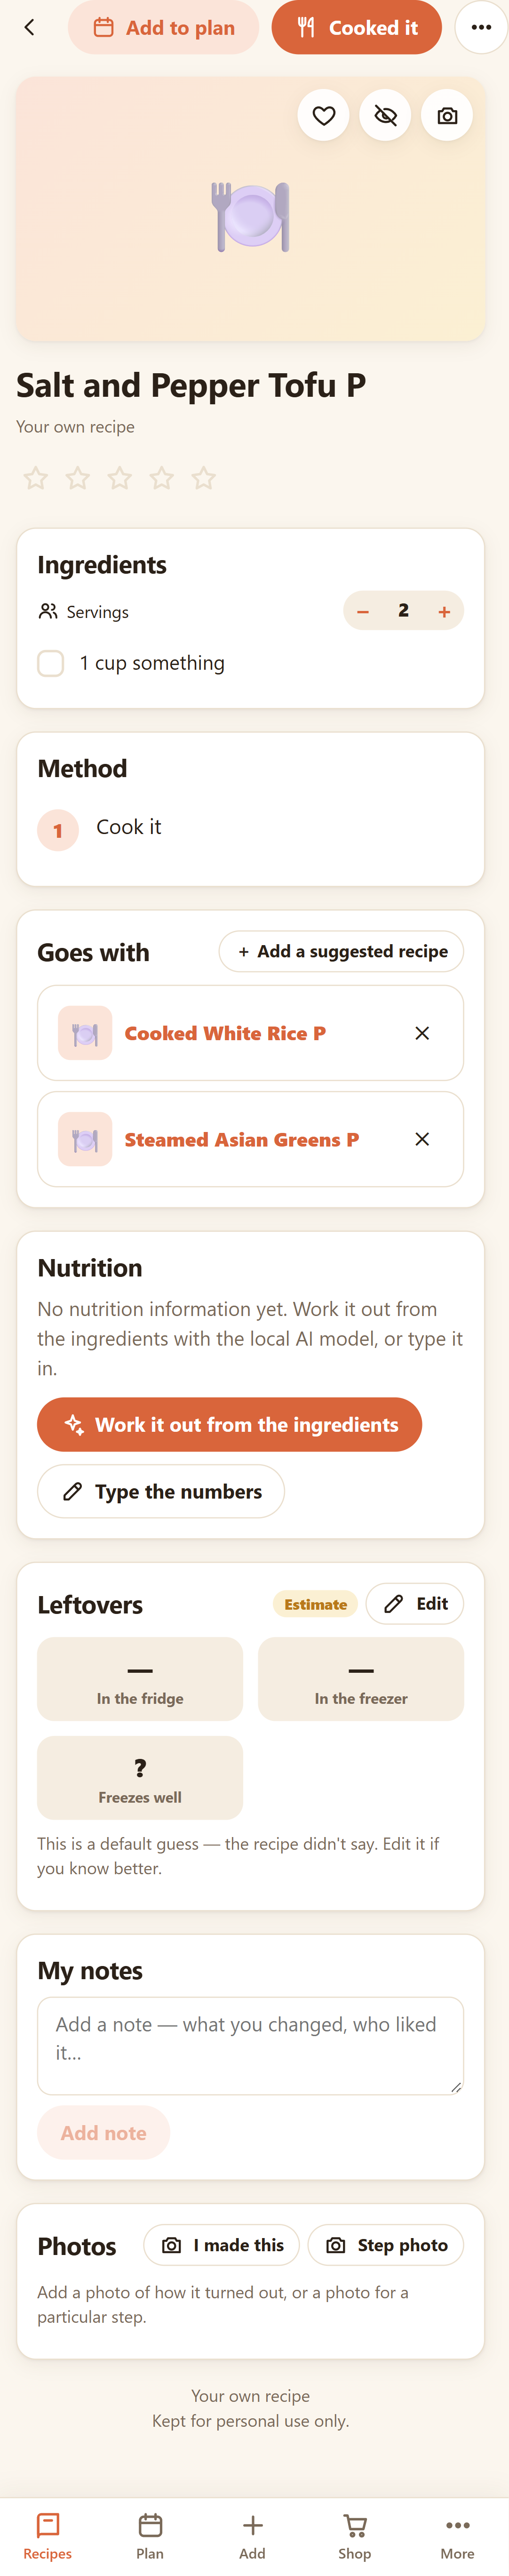 Add to plan
Cooked it
Salt and Pepper Tofu P
Your own recipe
Ingredients
Servings
− 2 +
1 cup something
Method
1 Cook it
Goes with
+ Add a suggested recipe
Cooked White Rice P
Steamed Asian Greens P
Nutrition
No nutrition information yet. Work it out from
the ingredients with the local AI model, or type it
in.
Work it out from the ingredients
Type the numbers
Leftovers
Estimate
Edit
—
In the fridge
—
In the freezer
?
Freezes well
This is a default guess — the recipe didn't say. Edit it if
you know better.
My notes
Add a note — what you changed, who liked
it...
Add note
Photos
I made this
Step photo
Add a photo of how it turned out, or a photo for a
particular step.
Your own recipe
Kept for personal use only.
Recipes
Plan
Add
Shop
More